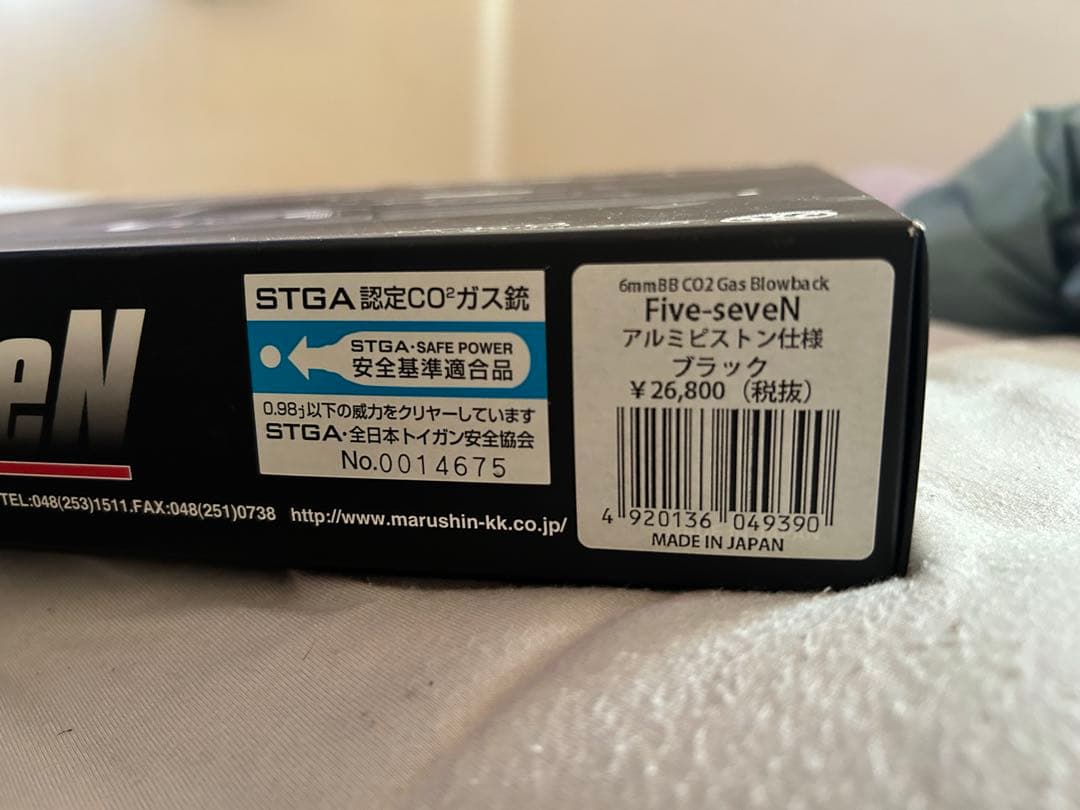 eN
TEL:048(253)1511.FAX:048(251)0738 http://www.marushin-kk.co.jp/
STGA 認定CO²ガス銃
STGA・SAFE POWER
安全基準適合品
0.98j以下の威力をクリヤーしています
STGA・全日本トイガン安全協会
No.0014675
6mmBB CO2 Gas Blowback
Five-seveN
アルミピストン仕様
ブラック
¥26,800（税抜）
4 920136 049390
MADE IN JAPAN